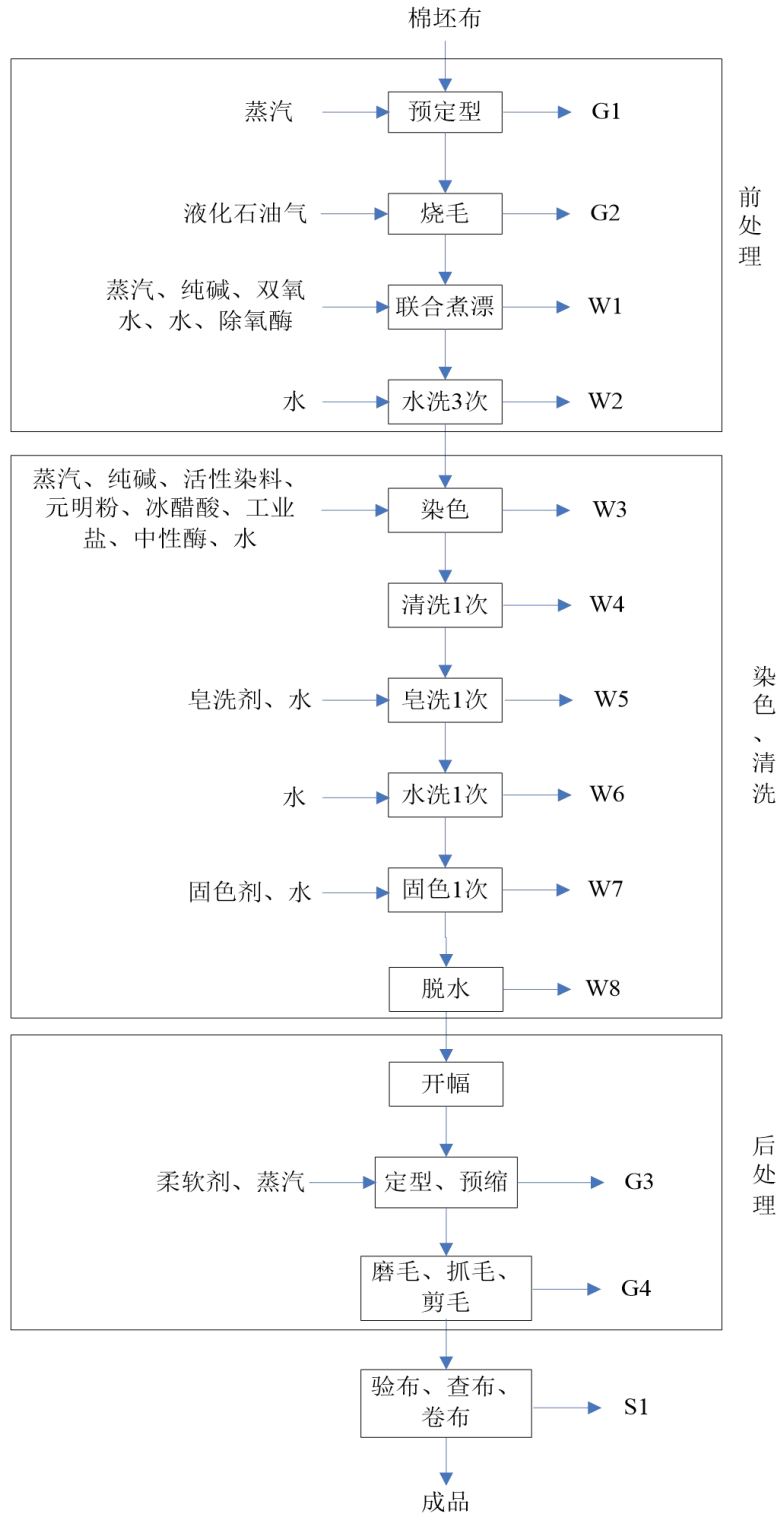 棉坯布
蒸汽
预定型
G1
液化石油气
烧毛
G2
前处理
蒸汽、纯碱、双氧
水、水、除氧酶
联合煮漂
W1
水
水洗3次
W2
蒸汽、纯碱、活性染料、
元明粉、冰醋酸、工业
盐、中性酶、水
染色
W3
清洗1次
W4
皂洗剂、水
皂洗1次
W5
染色、清洗
水
水洗1次
W6
固色剂、水
固色1次
W7
脱水
W8
开幅
后处理
柔软剂、蒸汽
定型、预缩
G3
磨毛、抓毛、
剪毛
G4
验布、查布、
卷布
S1
成品